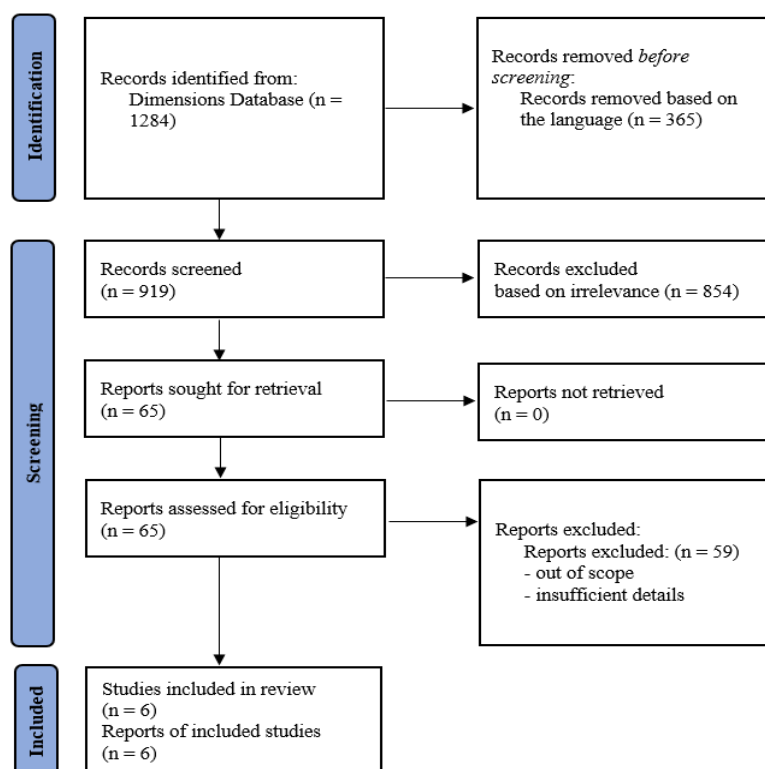 Identification
Records identified from:
Dimensions Database (n =
1284)
Records removed before
screening:
Records removed based on
the language (n = 365)
Screening
Records screened
(n = 919)
Records excluded
based on irrelevance (n = 854)
Reports sought for retrieval
(n = 65)
Reports not retrieved
(n = 0)
Reports assessed for eligibility
(n = 65)
Reports excluded:
Reports excluded: (n = 59)
- out of scope
- insufficient details
Included
Studies included in review
(n = 6)
Reports of included studies
(n = 6)